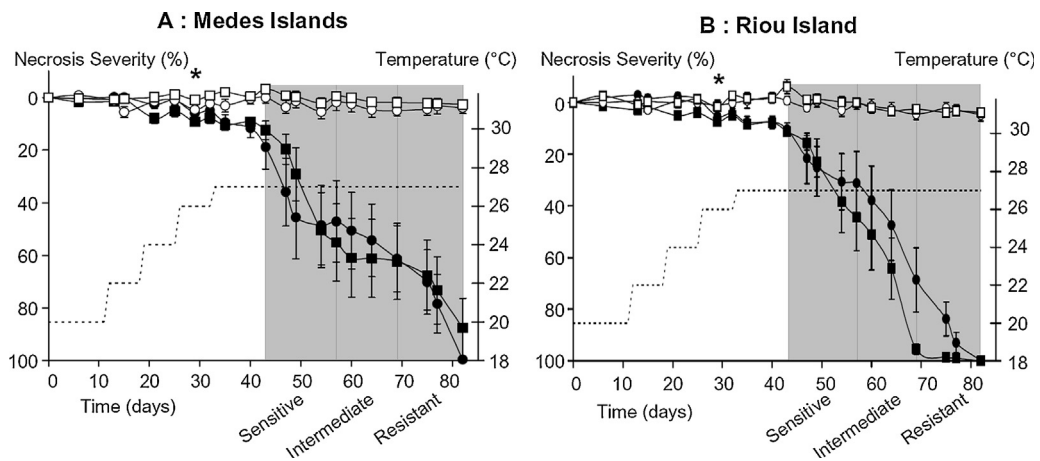 A : Medes Islands
Necrosis Severity (%)
*
Temperature (°C)
0
20
40
60
80
100
30
28
26
24
22
20
18
0 10 20 30 40 50 60 70 80
Time (days)
Sensitive
Intermediate
Resistant
B : Riou Island
Necrosis Severity (%)
*
Temperature (°C)
0
20
40
60
80
100
30
28
26
24
22
20
18
0 10 20 30 40 50 60 70 80
Time (days)
Sensitive
Intermediate
Resistant